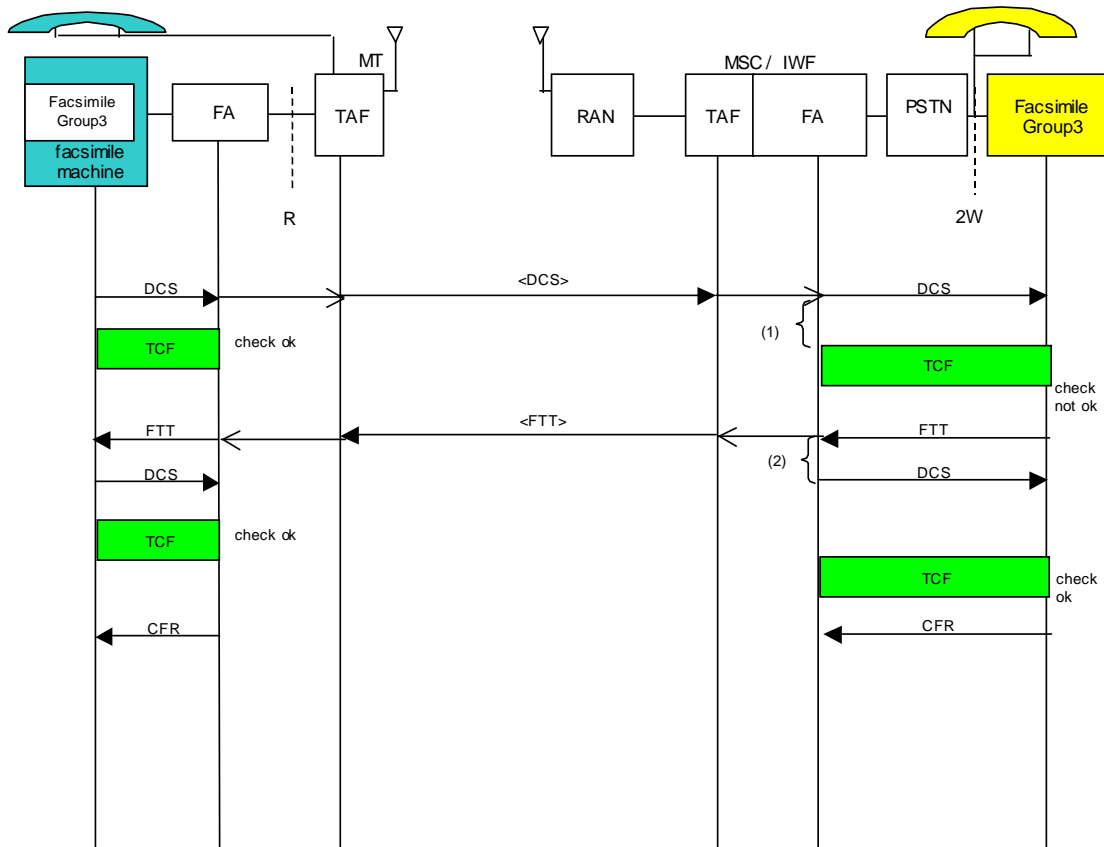 MT
MSC / IWF
Facsimile
Group3
facsimile
machine
FA
TAF
RAN
TAF
FA
PSTN
Facsimile
Group3
R
2W
DCS
<DCS>
DCS
(1)
TCF
check ok
TCF
check
not ok
FTT
<FTT>
FTT
(2)
DCS
DCS
TCF
check ok
TCF
check
ok
CFR
CFR